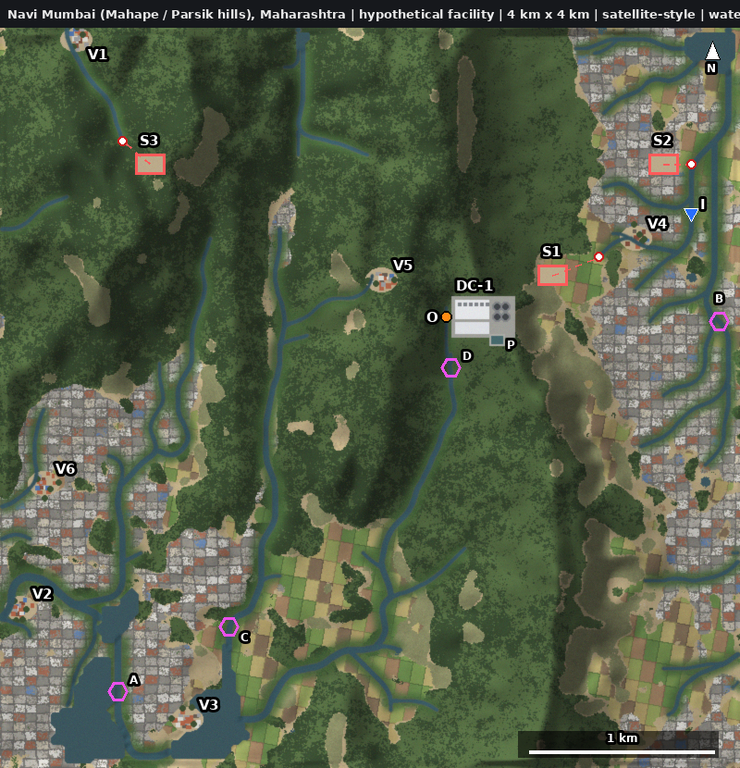 Navi Mumbai (Mahape / Parsik hills), Maharashtra | hypothetical facility | 4 km x 4 km | satellite-style | wate
V1
N
S3
S2
I
V4
S1
V5
DC-1
B
O
P
D
V6
V2
C
A
V3
1 km